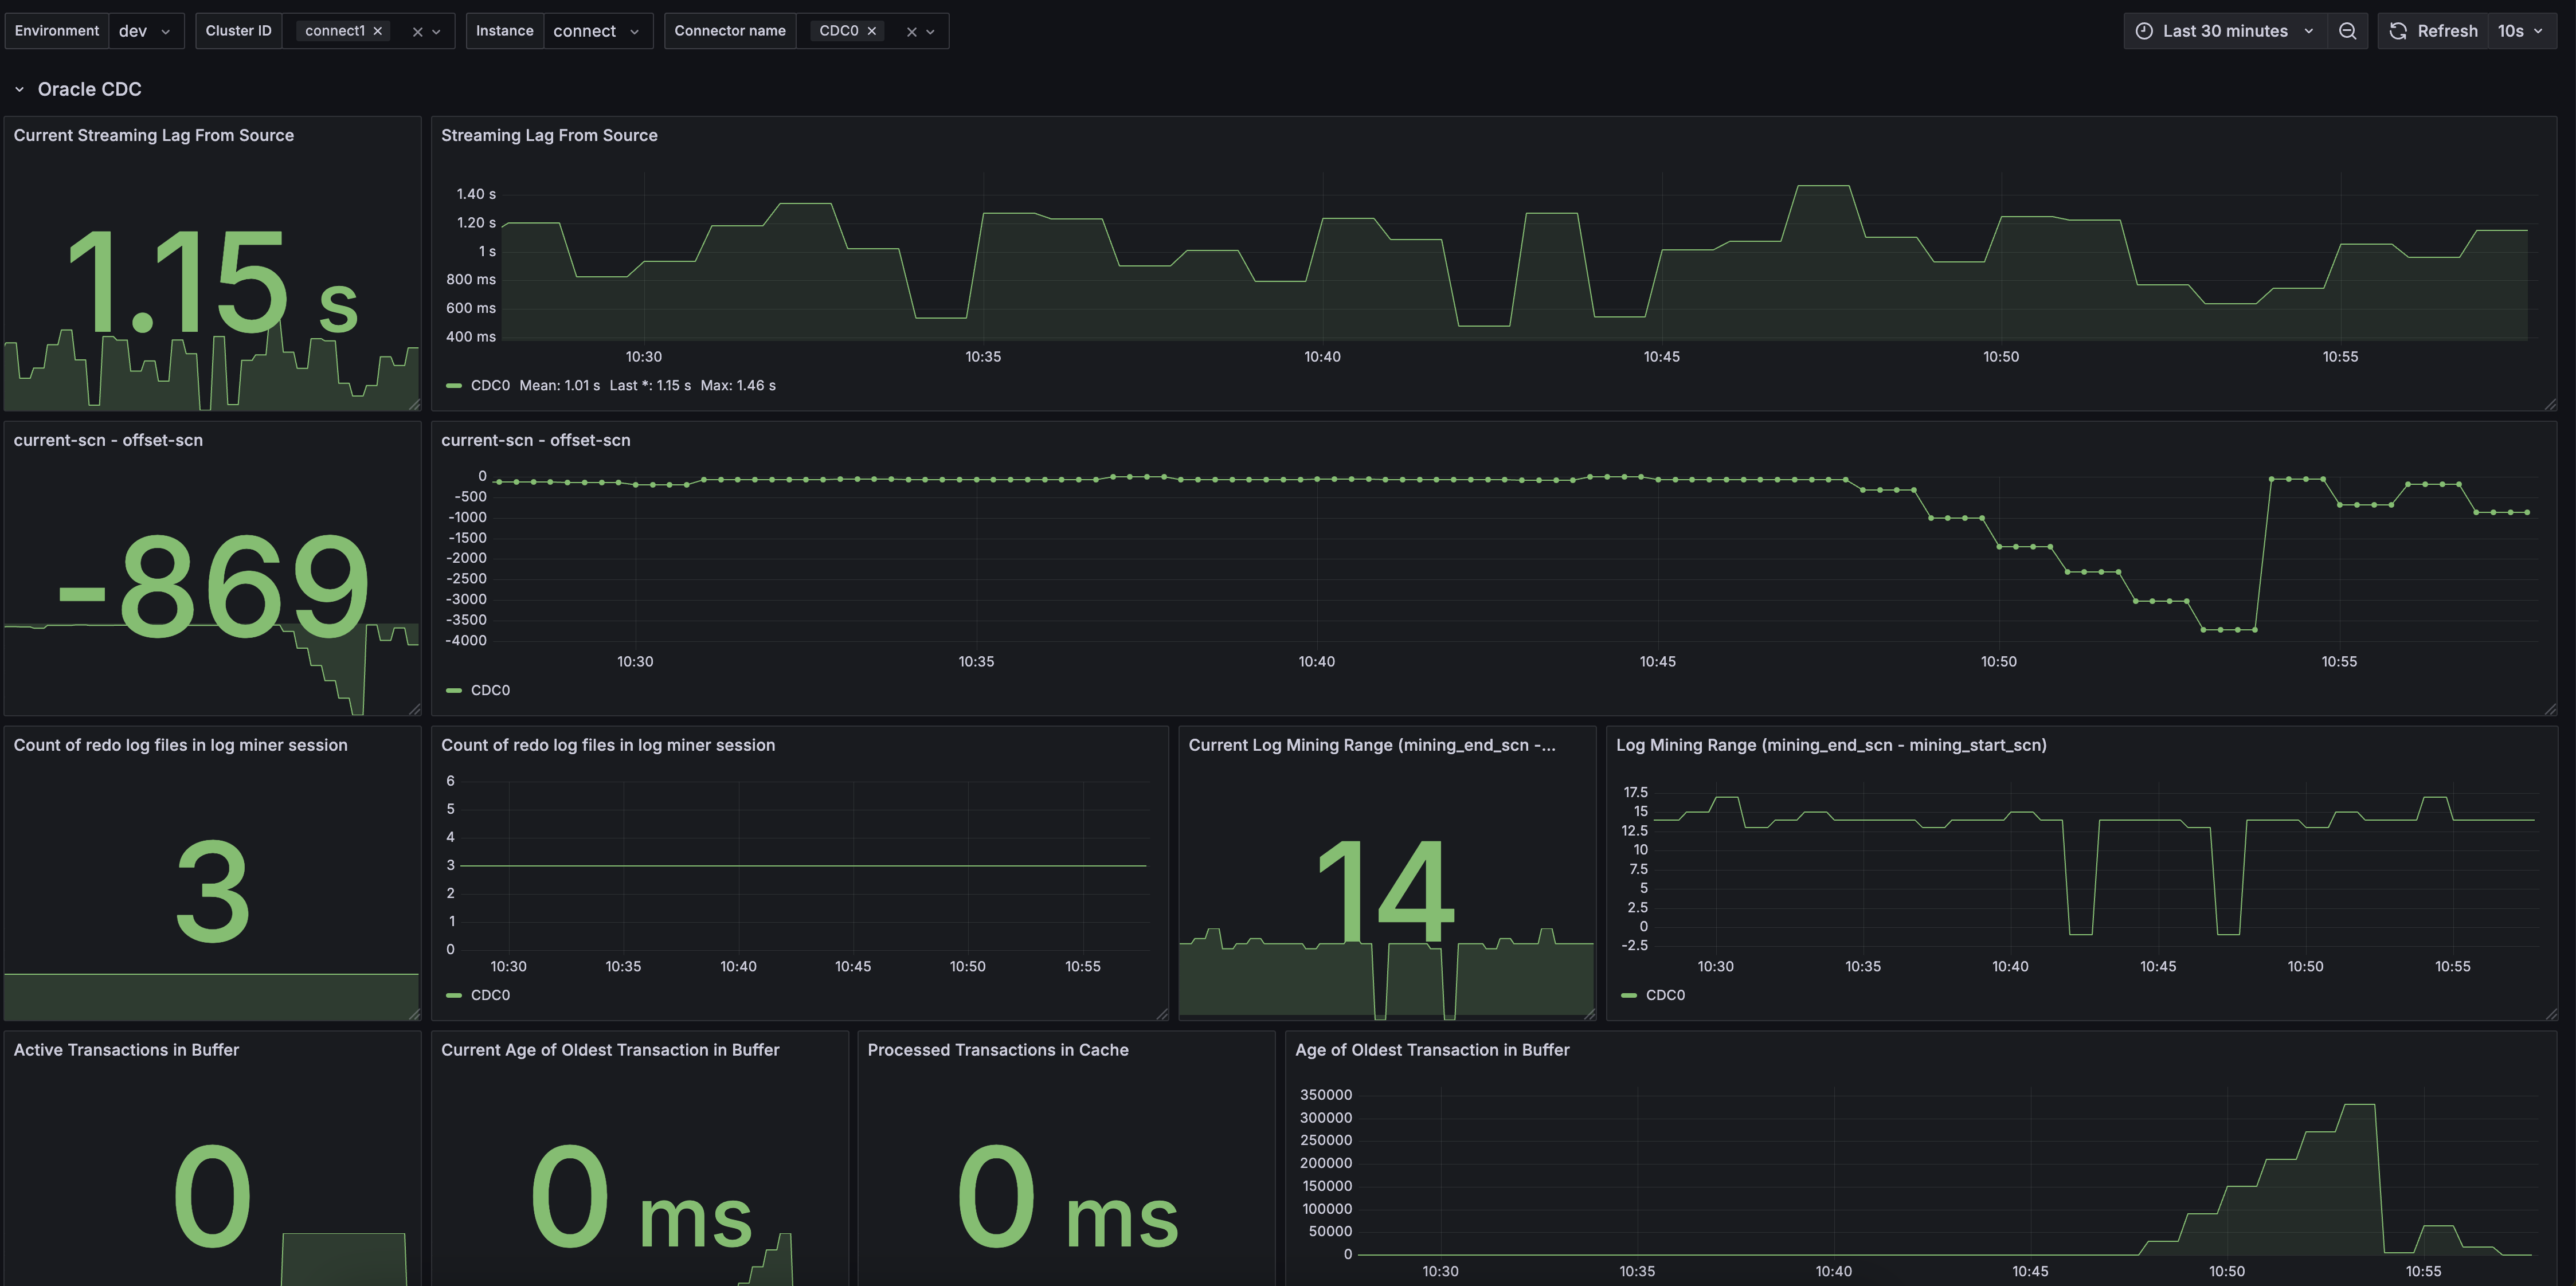 Environment dev Cluster ID connect1 Instance connect Connector name CDC0 Last 30 minutes Refresh 10s
Oracle CDC
Current Streaming Lag From Source
1.15 s
Streaming Lag From Source
1.40 s
1.20 s
1 s
800 ms
600 ms
400 ms
10:30 10:35 10:40 10:45 10:50 10:55
CDC0 Mean: 1.01 s Last *: 1.15 s Max: 1.46 s
current-scn - offset-scn
-869
current-scn - offset-scn
0
-500
-1000
-1500
-2000
-2500
-3000
-3500
-4000
10:30 10:35 10:40 10:45 10:50 10:55
CDC0
Count of redo log files in log miner session
3
Count of redo log files in log miner session
6
5
4
3
2
1
0
10:30 10:35 10:40 10:45 10:50 10:55
CDC0
Current Log Mining Range (mining_end_scn -...
14
Log Mining Range (mining_end_scn - mining_start_scn)
17.5
15
12.5
10
7.5
5
2.5
0
-2.5
10:30 10:35 10:40 10:45 10:50 10:55
CDC0
Active Transactions in Buffer
0
Current Age of Oldest Transaction in Buffer
0 ms
Processed Transactions in Cache
0 ms
Age of Oldest Transaction in Buffer
350000
300000
250000
200000
150000
100000
50000
0
10:30 10:35 10:40 10:45 10:50 10:55